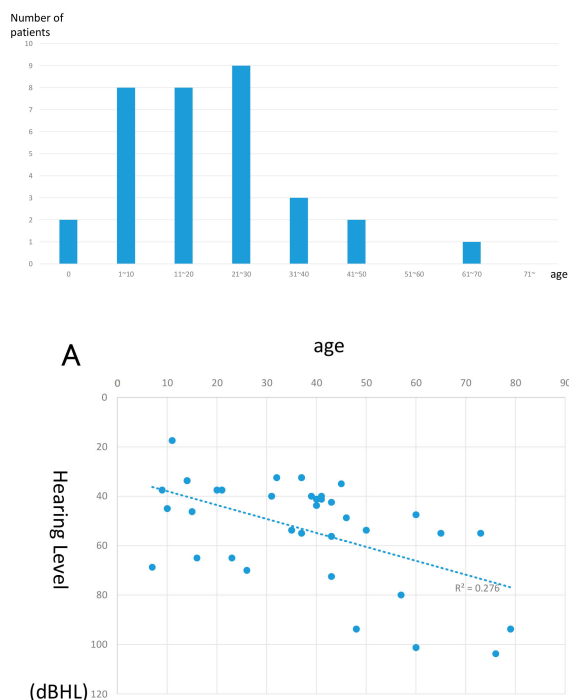 Number of
patients
10
9
8
7
6
5
4
3
2
1
0
0 1~10 11~20 21~30 31~40 41~50 51~60 61~70 71~ age
A
age
0 10 20 30 40 50 60 70 80 90
0
20
40
60
80
100
120
Hearing Level
(dBHL)
R² = 0.276